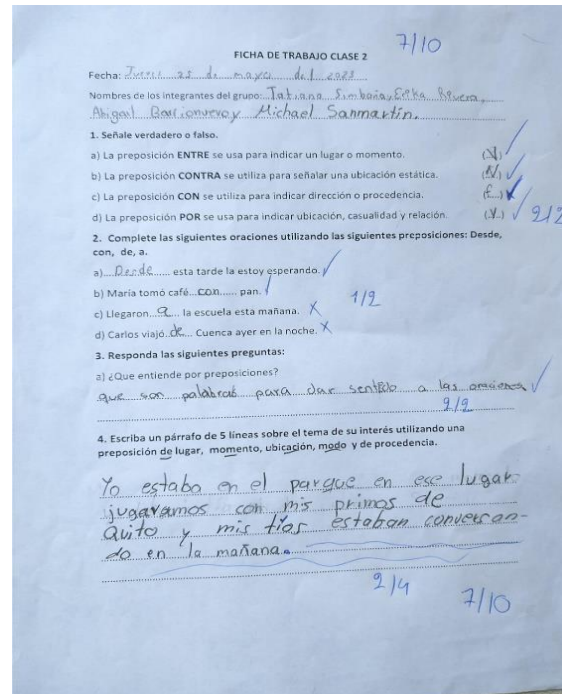 7/10
FICHA DE TRABAJO CLASE 2
Fecha: Jueves 25 de mayo del 2023
Nombres de los integrantes del grupo: Tatiana Simbaña, Erika Revera,
Abigail Barrionuevo y Michael Sanmartín.
1. Señale verdadero o falso.
a) La preposición ENTRE se usa para indicar un lugar o momento. (V)
b) La preposición CONTRA se utiliza para señalar una ubicación estática. (V)
c) La preposición CON se utiliza para indicar dirección o procedencia. (F)
d) La preposición POR se usa para indicar ubicación, casualidad y relación. (V) 2/2
2. Complete las siguientes oraciones utilizando las siguientes preposiciones: Desde,
con, de, a.
a) Desde esta tarde la estoy esperando.
b) María tomó café con pan.
c) Llegaron a la escuela esta mañana. 1/2
d) Carlos viajó de Cuenca ayer en la noche.
3. Responda las siguientes preguntas:
a) ¿Que entiende por preposiciones?
que son palabras para dar sentido a las oraciones
2/2
4. Escriba un párrafo de 5 líneas sobre el tema de su interés utilizando una
preposición de lugar, momento, ubicación, modo y de procedencia.
Yo estabo en el parque en ese lugar
jugavamos con mis primos de
Quito y mis tíos estaban conversan-
do en la mañana.
2/4
7/10